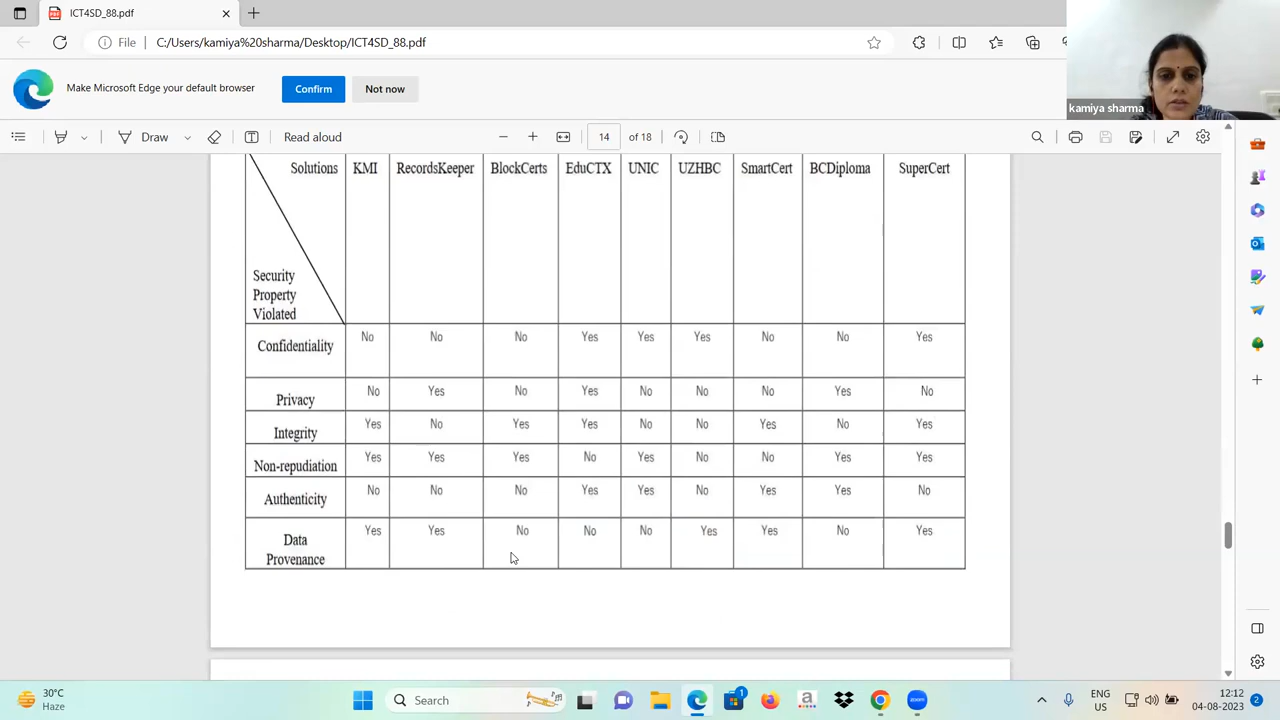 ICT4SD_88.pdf
File C:/Users/kamiya%20sharma/Desktop/ICT4SD_88.pdf
Make Microsoft Edge your default browser Confirm Not now
kamiya sharma
Draw Read aloud 14 of 18
Solutions KMI RecordsKeeper BlockCerts EduCTX UNIC UZHBC SmartCert BCDiploma SuperCert
Security
Property
Violated
Confidentiality No No No Yes Yes Yes No No Yes
Privacy No Yes No Yes No No No Yes No
Integrity Yes No Yes Yes No No Yes No Yes
Non-repudiation Yes Yes Yes No Yes No No Yes Yes
Authenticity No No No Yes Yes No Yes Yes No
Data Yes Yes No No No Yes Yes No Yes
Provenance
30°C
Haze
Search
a
zoom
1
ENG
US
12:12
04-08-2023
2